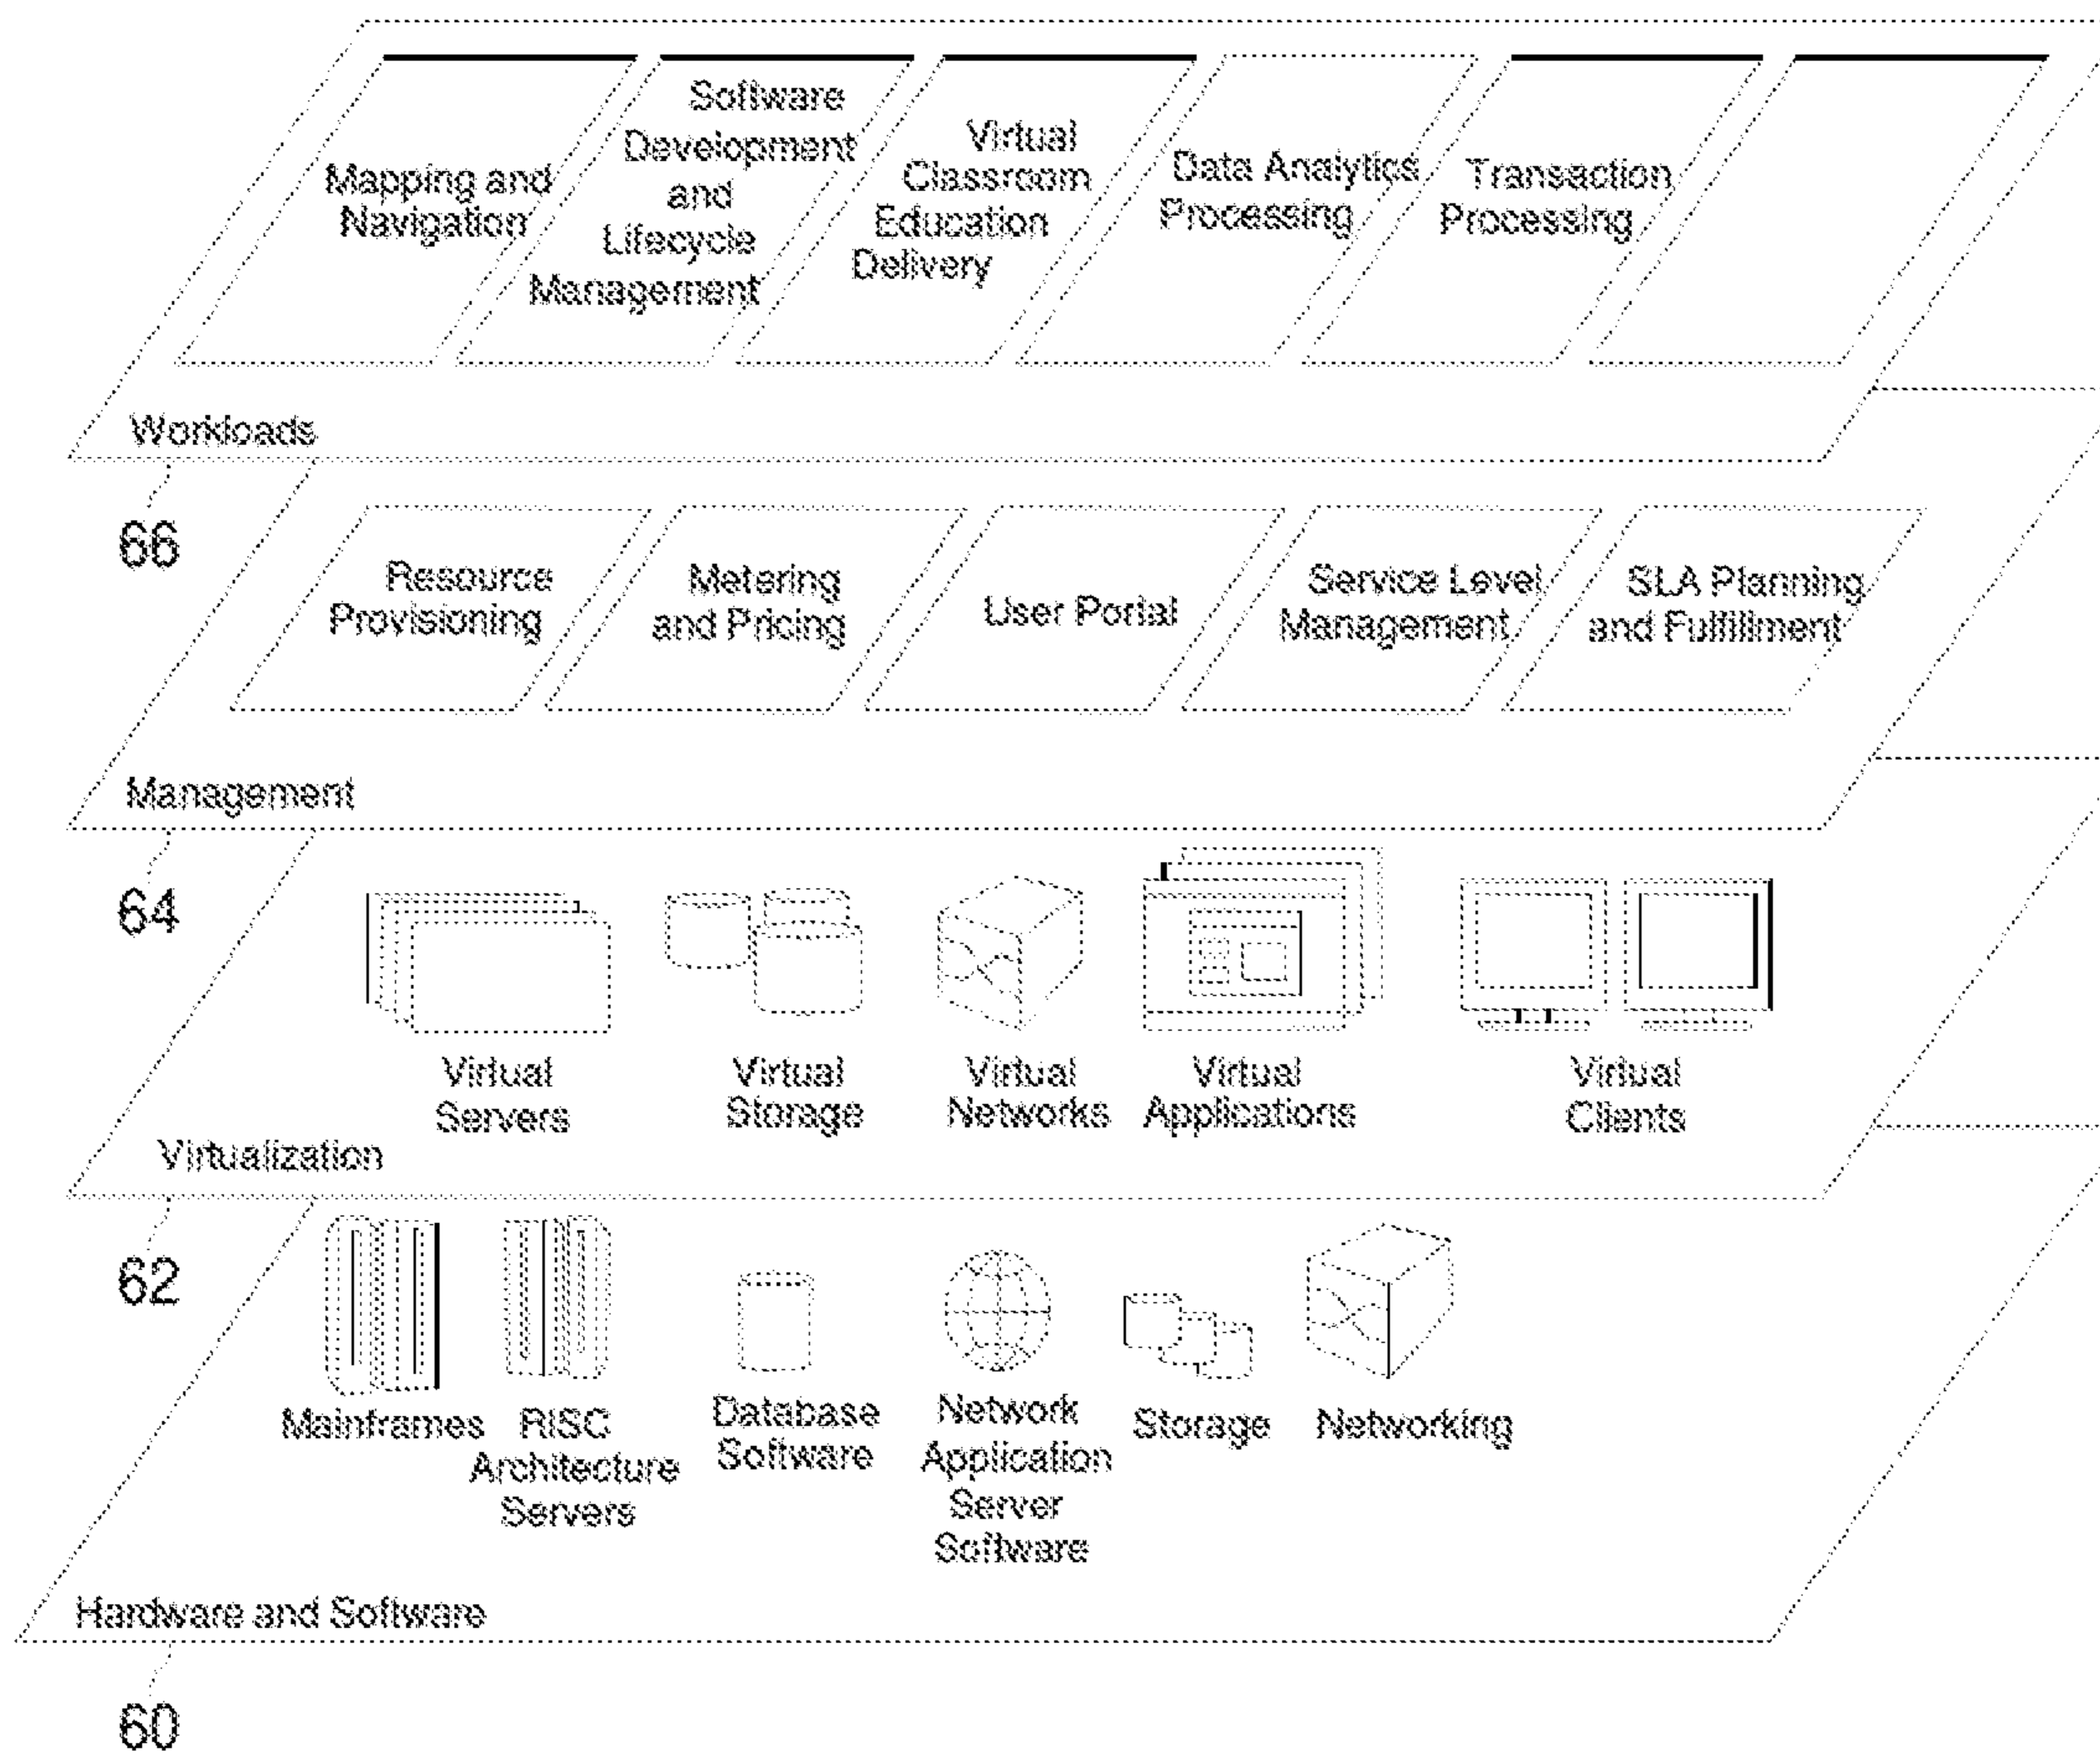 Mapping and
Navigation
Software
Development
and
Lifecycle
Management
Virtual
Classroom
Education
Delivery
Data Analytics
Processing
Transaction
Processing
Workloads
66
Resource
Provisioning
Metering
and Pricing
User Portal
Service Level
Management
SLA Planning
and Fulfillment
Management
64
Virtual
Servers
Virtual
Storage
Virtual
Networks
Virtual
Applications
Virtual
Clients
Virtualization
62
Mainframes
RISC
Architecture
Servers
Database
Software
Network
Application
Server
Software
Storage
Networking
Hardware and Software
60